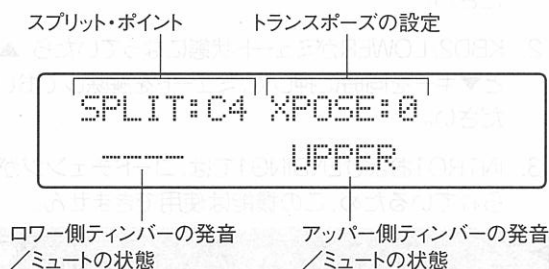 スプリット・ポイント
トランスポーズの設定
SPLIT:C4 XPOSE:0
----- UPPER
ロワー側ティンバーの発音
／ミュートの状態
アッパー側ティンバーの発音
／ミュートの状態